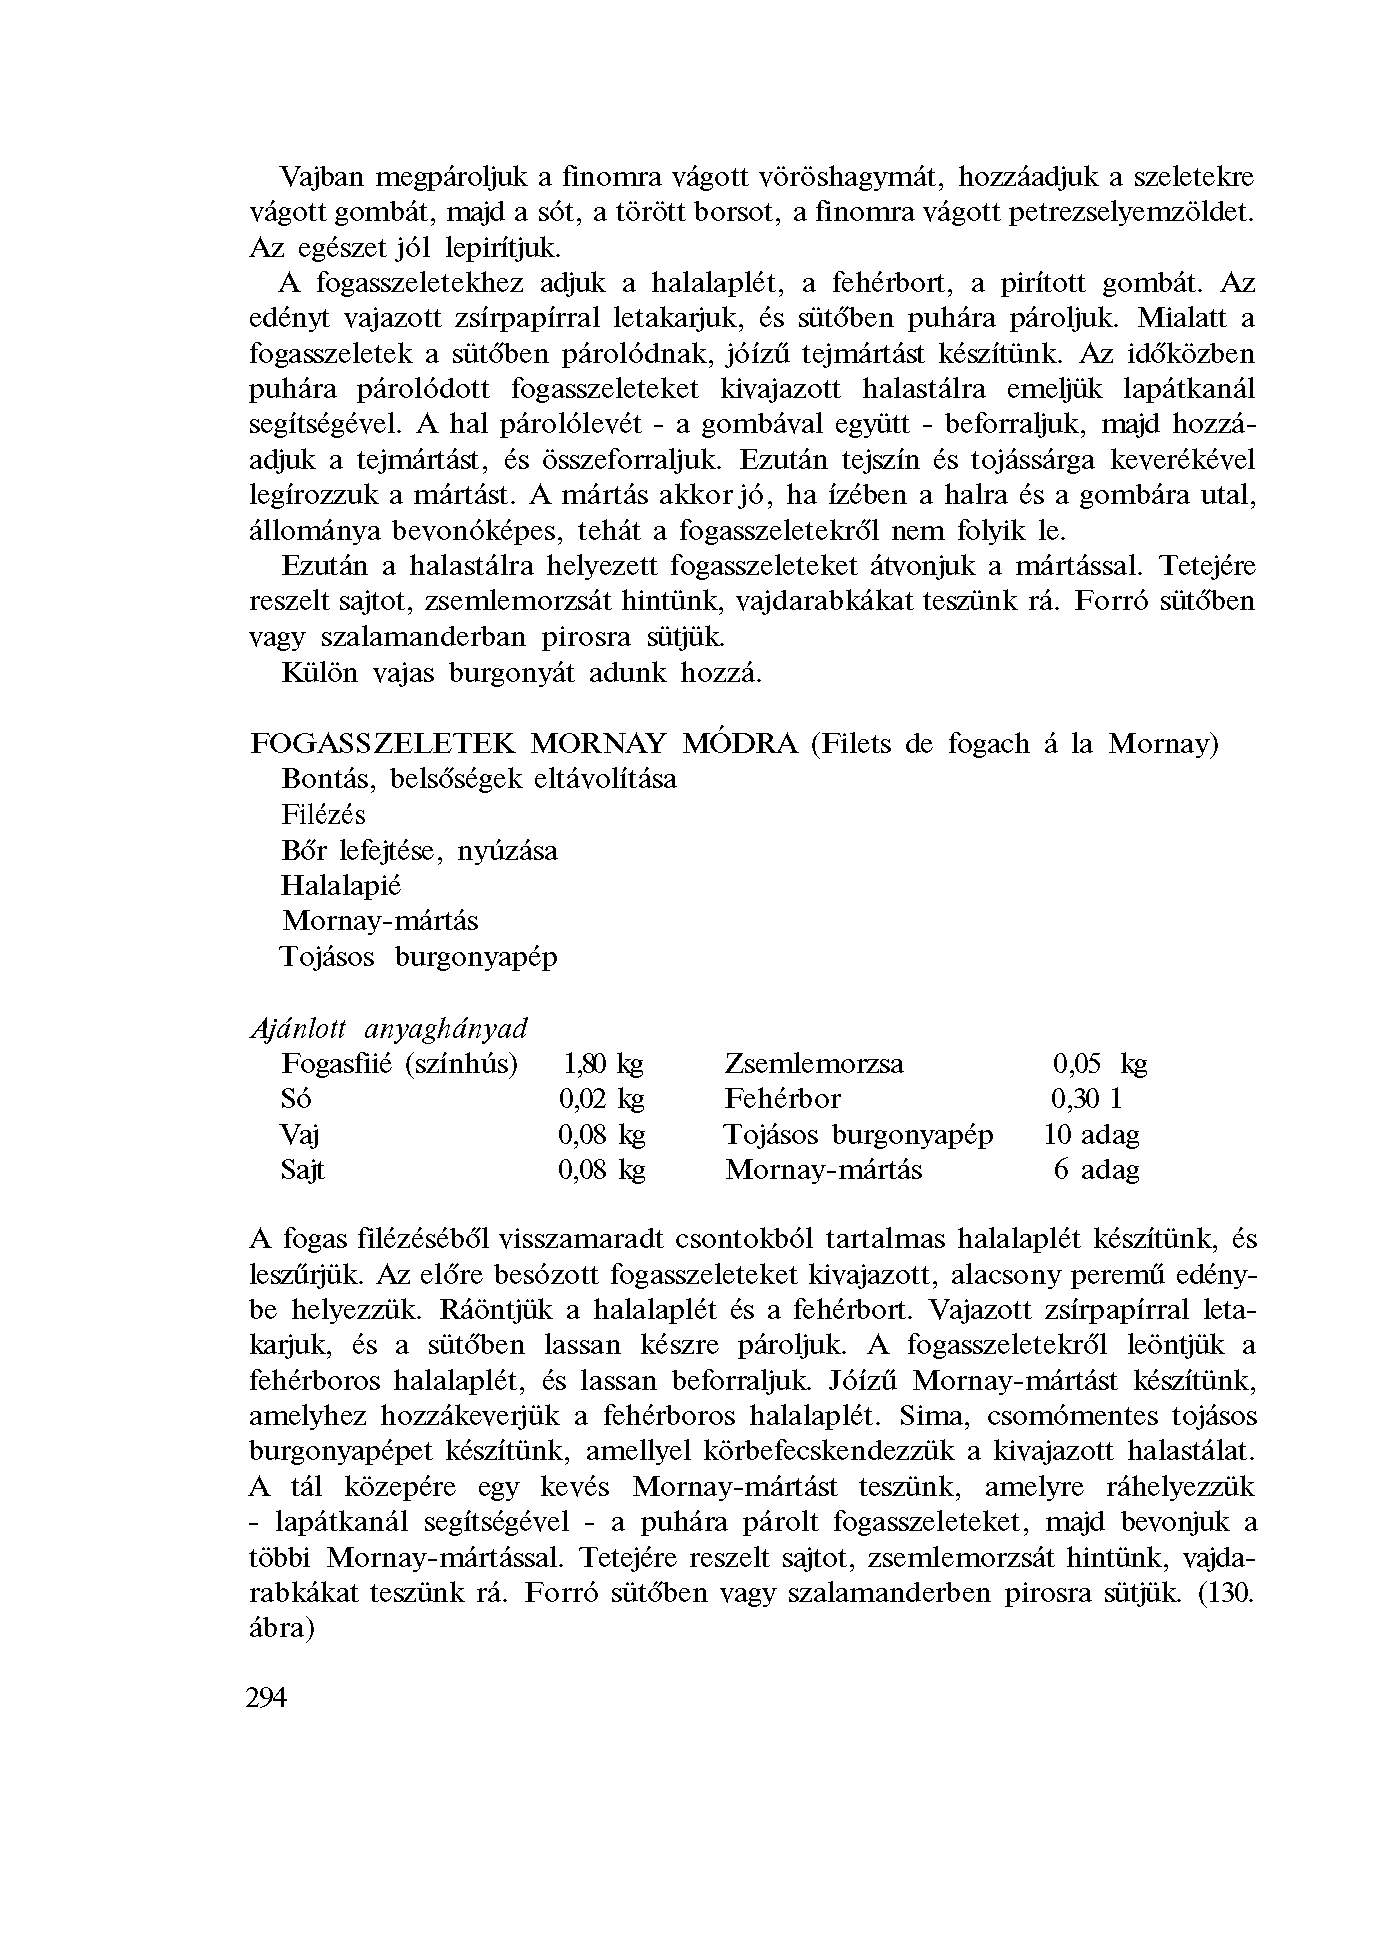 Vajban megpároljuk a finomra vágott vöröshagymát, hozzáadjuk a szeletekre
vágott gombát, majd a sót, a törött borsot, a finomra vágott petrezselyemzöldet.
Az egészet jól lepirítjuk.
A fogasszeletekhez adjuk a halalaplét, a fehérbort, a pirított gombát. Az
edényt vajazott zsírpapírral letakarjuk, és sütőben puhára pároljuk. Mialatt a
fogasszeletek a sütőben párolódnak, jóízű tejmártást készítünk. Az időközben
puhára párolódott fogasszeleteket kivajazott halastálra emeljük lapátkanál
segítségével. A hal párolólevét - a gombával együtt - beforraljuk, majd hozzá-
adjuk a tejmártást, és összeforraljuk. Ezután tejszín és tojássárga keverékével
legírozzuk a mártást. A mártás akkor jó, ha ízében a halra és a gombára utal,
állománya bevonóképes, tehát a fogasszeletekről nem folyik le.
Ezután a halastálra helyezett fogasszeleteket átvonjuk a mártással. Tetejére
reszelt sajtot, zsemlemorzsát hintünk, vajdarabkákat teszünk rá. Forró sütőben
vagy szalamanderban pirosra sütjük.
Külön vajas burgonyát adunk hozzá.
FOGASSZELETEK MORNAY MÓDRA (Filets de fogach á la Mornay)
Bontás, belsőségek eltávolítása
Filézés
Bőr lefejtése, nyúzása
Halalapié
Mornay-mártás
Tojásos burgonyapép
Ajánlott anyaghányad
Fogasfiié (színhús) 1,80 kg Zsemlemorzsa 0,05 kg
Só 0,02 kg Fehérbor 0,30 1
Vaj 0,08 kg Tojásos burgonyapép 10 adag
Sajt 0,08 kg Mornay-mártás 6 adag
A fogas filézéséből visszamaradt csontokból tartalmas halalaplét készítünk, és
leszűrjük. Az előre besózott fogasszeleteket kivajazott, alacsony peremű edény-
be helyezzük. Ráöntjük a halalaplét és a fehérbort. Vajazott zsírpapírral leta-
karjuk, és a sütőben lassan készre pároljuk. A fogasszeletekről leöntjük a
fehérboros halalaplét, és lassan beforraljuk. Jóízű Mornay-mártást készítünk,
amelyhez hozzákeverjük a fehérboros halalaplét. Sima, csomómentes tojásos
burgonyapépet készítünk, amellyel körbefecskendezzük a kivajazott halastálat.
A tál közepére egy kevés Mornay-mártást teszünk, amelyre ráhelyezzük
- lapátkanál segítségével - a puhára párolt fogasszeleteket, majd bevonjuk a
többi Mornay-mártással. Tetejére reszelt sajtot, zsemlemorzsát hintünk, vajda-
rabkákat teszünk rá. Forró sütőben vagy szalamanderben pirosra sütjük. (130.
ábra)
294